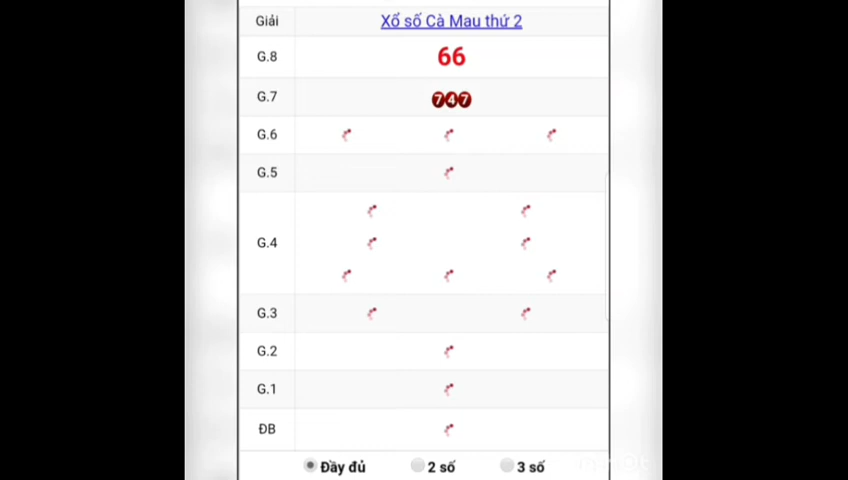 Giải Xổ số Cà Mau thứ 2
G.8 66
G.7 747
G.6
G.5
G.4
G.3
G.2
G.1
ĐB
Đầy đủ 2 số 3 số